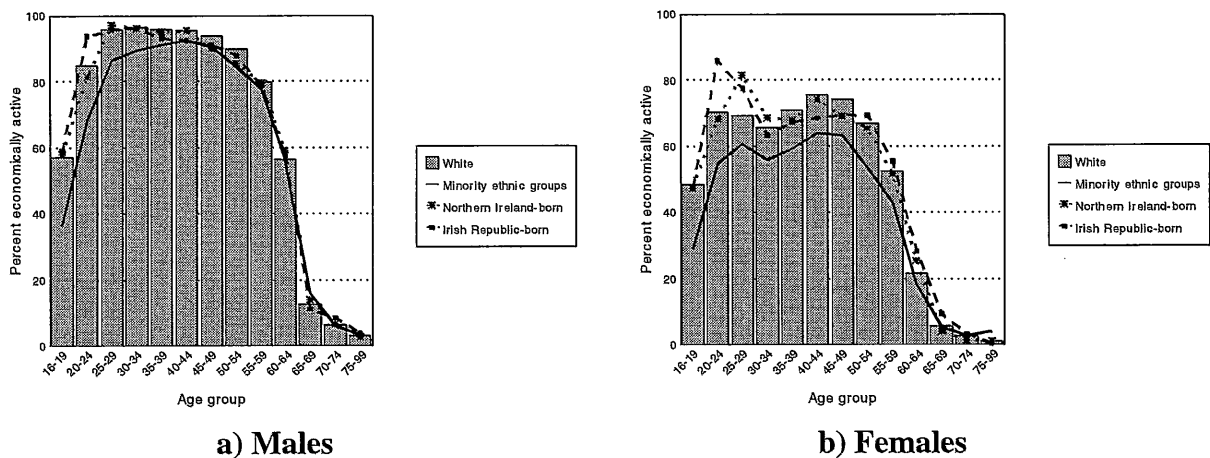 Percent economically active
100
80
60
40
20
0
16-19
20-24
25-29
30-34
35-39
40-44
45-49
50-54
55-59
60-64
65-69
70-74
75-99
Age group
White
Minority ethnic groups
Northern Ireland-born
Irish Republic-born
a) Males
Percent economically active
100
80
60
40
20
0
16-19
20-24
25-29
30-34
35-39
40-44
45-49
50-54
55-59
60-64
65-69
70-74
75-99
Age group
White
Minority ethnic groups
Northern Ireland-born
Irish Republic-born
b) Females